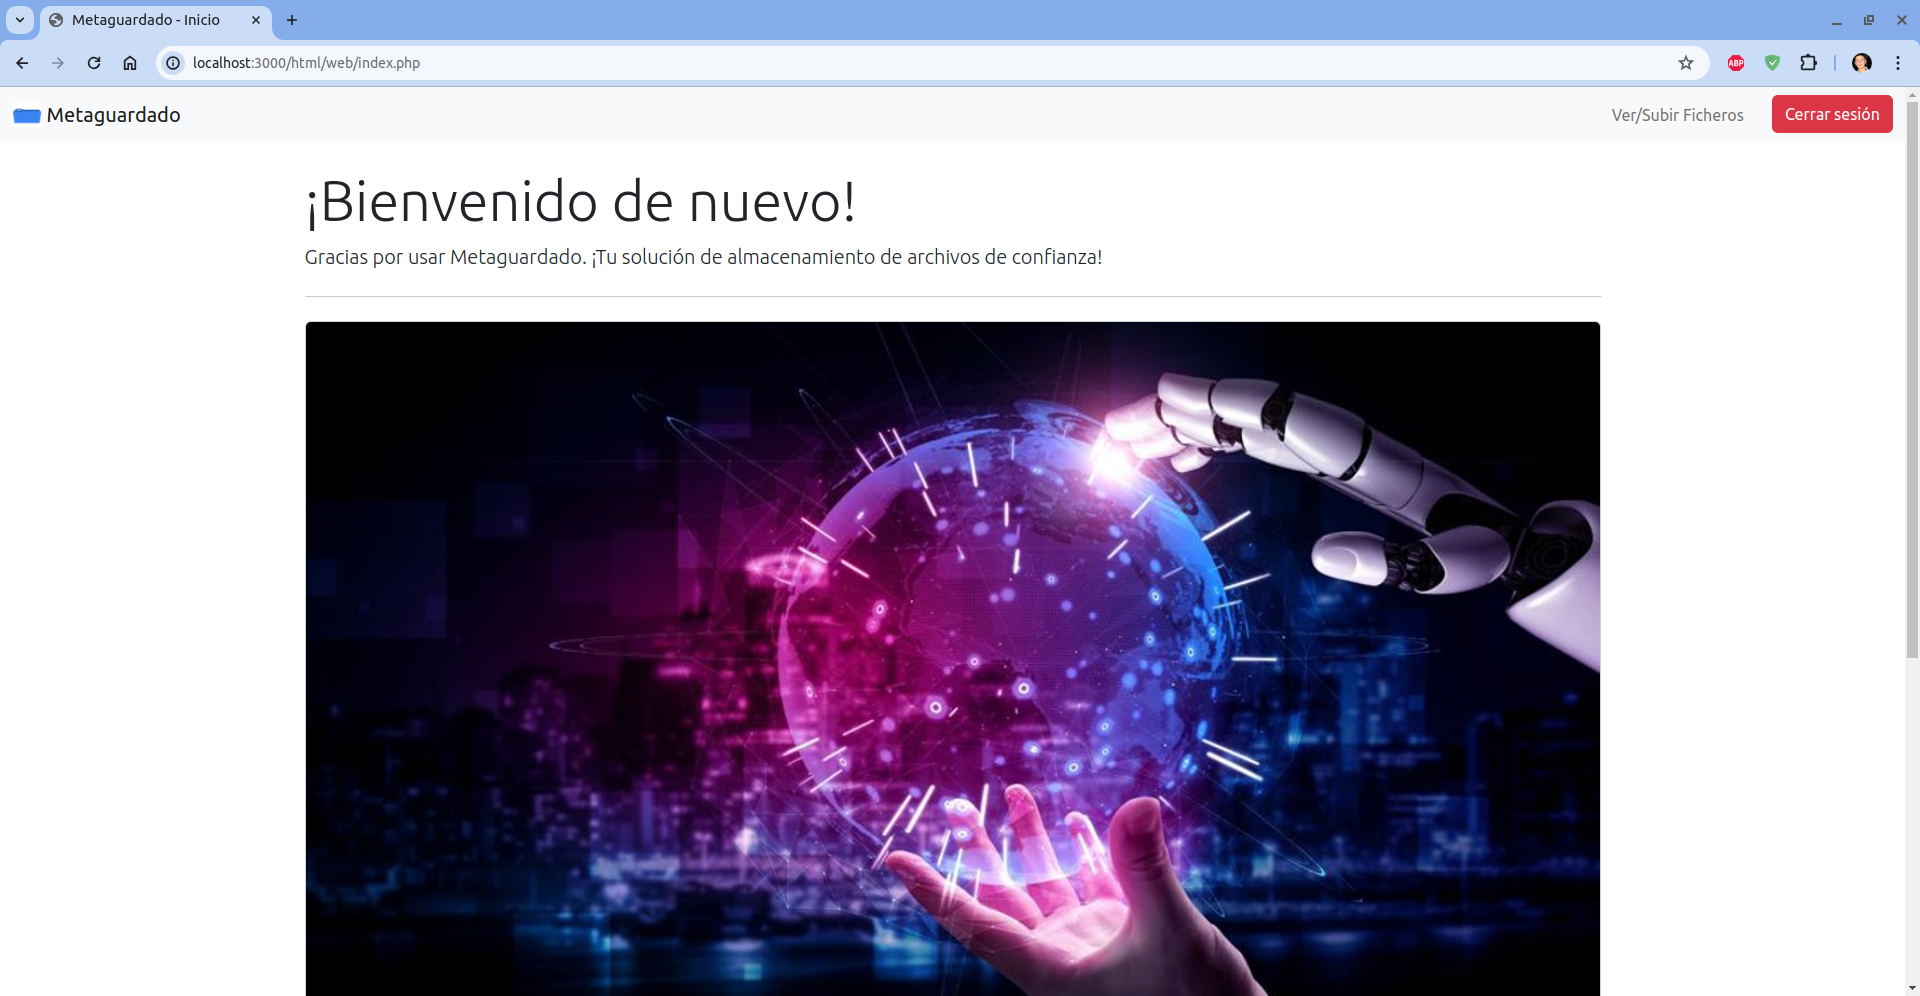 Metaguardado - Inicio
localhost:3000/html/web/index.php
ABP
Metaguardado
Ver/Subir Ficheros
Cerrar sesión
¡Bienvenido de nuevo!
Gracias por usar Metaguardado. ¡Tu solución de almacenamiento de archivos de confianza!